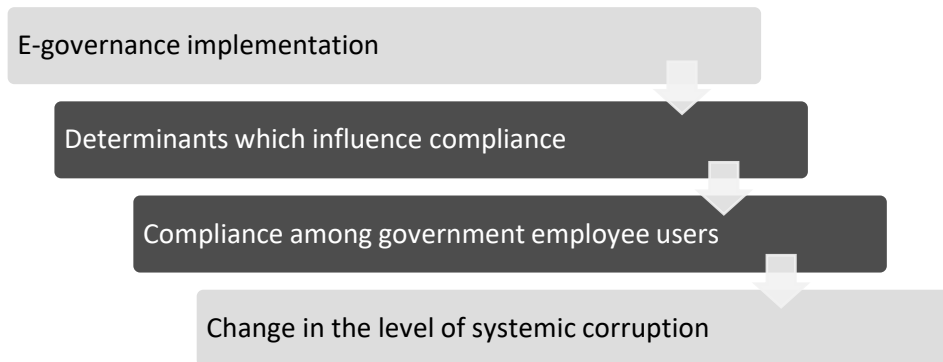 E-governance implementation
Determinants which influence compliance
Compliance among government employee users
Change in the level of systemic corruption